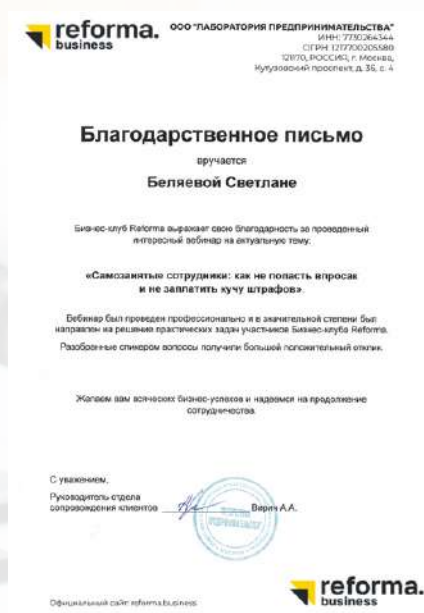 reforma.
business
ООО "ЛАБОРАТОРИЯ ПРЕДПРИНИМАТЕЛЬСТВА"
ИНН: 7730264344
ОГРН: 1217700205580
121170, РОССИЯ, г. Москва,
Кутузовский проспект, д. 36, с. 4
Благодарственное письмо
вручается
Беляевой Светлане
Бизнес-клуб Reforma выражает свою благодарность за проведенный
интересный вебинар на актуальную тему:
«Самозанятые сотрудники: как не попасть впросак
и не заплатить кучу штрафов».
Вебинар был проведен профессионально и в значительной степени был
направлен на решение практических задач участников Бизнес-клуба Reforma.
Разобранные спикером вопросы получили большой положительный отклик.
Желаем вам всяческих бизнес-успехов и надеемся на продолжение
сотрудничества.
С уважением,
Руководитель отдела
сопровождения клиентов Верич А.А.
Официальный сайт: reforma.business
reforma.
business